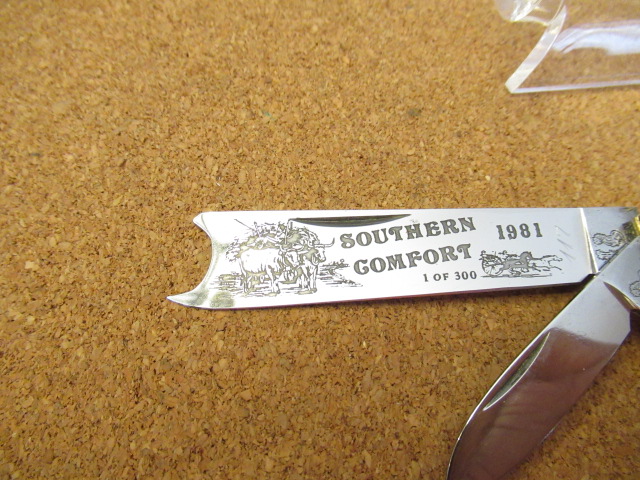 SOUTHERN 1981
COMFORT
1 OF 300